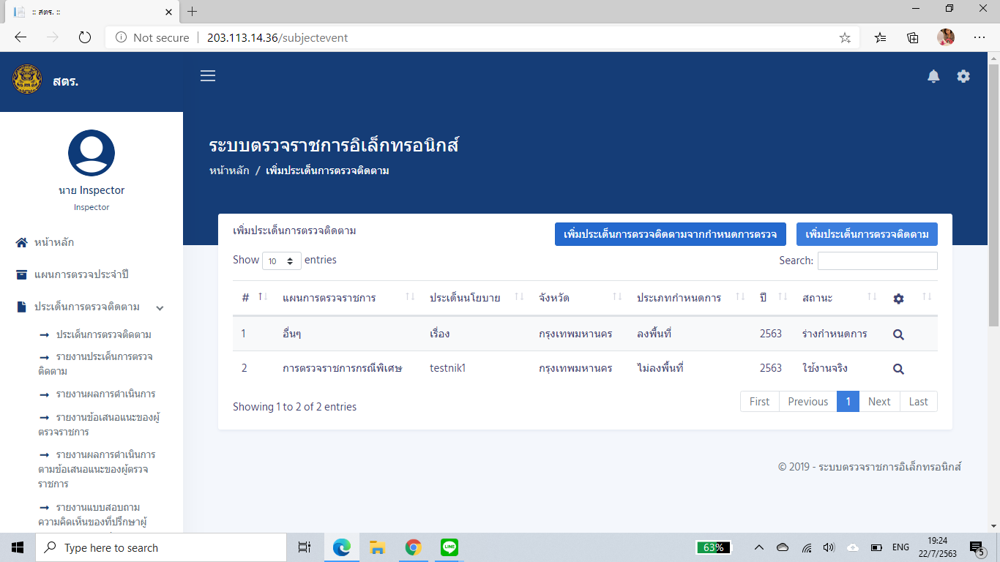 :: สตร. ::
Not secure | 203.113.14.36/subjectevent
สตร.
นาย Inspector
Inspector
หน้าหลัก
แผนการตรวจประจำปี
ประเด็นการตรวจติดตาม
ประเด็นการตรวจติดตาม
รายงานประเด็นการตรวจ
ติดตาม
รายงานผลการดำเนินการ
รายงานข้อเสนอแนะของผู้
ตรวจราชการ
รายงานผลการดำเนินการ
ตามข้อเสนอแนะของผู้ตรวจ
ราชการ
รายงานแบบสอบถาม
ความคิดเห็นของที่ปรึกษาผู้
ระบบตรวจราชการอิเล็กทรอนิกส์
หน้าหลัก / เพิ่มประเด็นการตรวจติดตาม
เพิ่มประเด็นการตรวจติดตาม เพิ่มประเด็นการตรวจติดตามจากกำหนดการตรวจ เพิ่มประเด็นการตรวจติดตาม
Show 10 entries Search:
# แผนการตรวจราชการ ประเด็นนโยบาย จังหวัด ประเภทกำหนดการ ปี สถานะ
1 อื่นๆ เรื่อง กรุงเทพมหานคร ลงพื้นที่ 2563 ร่างกำหนดการ
2 การตรวจราชการกรณีพิเศษ testnik1 กรุงเทพมหานคร ไม่ลงพื้นที่ 2563 ใช้งานจริง
Showing 1 to 2 of 2 entries First Previous 1 Next Last
© 2019 - ระบบตรวจราชการอิเล็กทรอนิกส์
Type here to search 63% ENG 19:24
22/7/2563 5